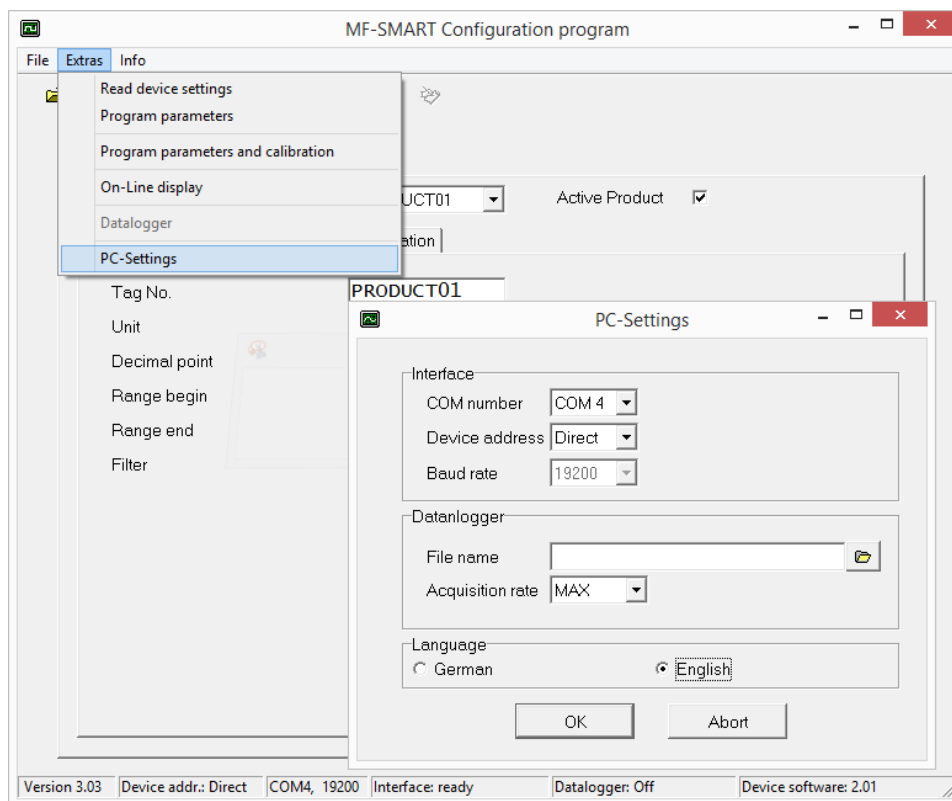 MF-SMART Configuration program
File Extras Info
Read device settings
Program parameters
Program parameters and calibration
On-Line display
Datalogger
PC-Settings
UCT01 Active Product
ation
Tag No. PRODUCT01
Unit
Decimal point
Range begin
Range end
Filter
PC-Settings
Interface
COM number COM 4
Device address Direct
Baud rate 19200
Datanlogger
File name
Acquisition rate MAX
Language
German English
OK Abort
Version 3.03 Device addr.: Direct COM4, 19200 Interface: ready Datalogger: Off Device software: 2.01